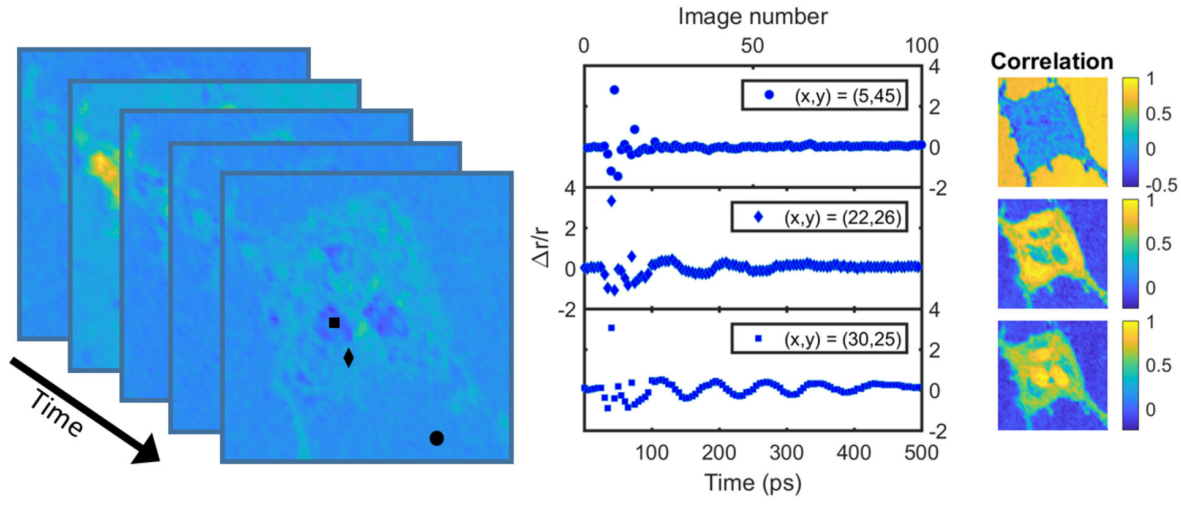 Time
Image number
0 50 100
4
2
0
-2
(x,y) = (5,45)
4
2
0
-2
(x,y) = (22,26)
Δr/r
4
2
0
-2
(x,y) = (30,25)
100 200 300 400 500
Time (ps)
Correlation
1
0.5
0
-0.5
1
0.5
0
1
0.5
0